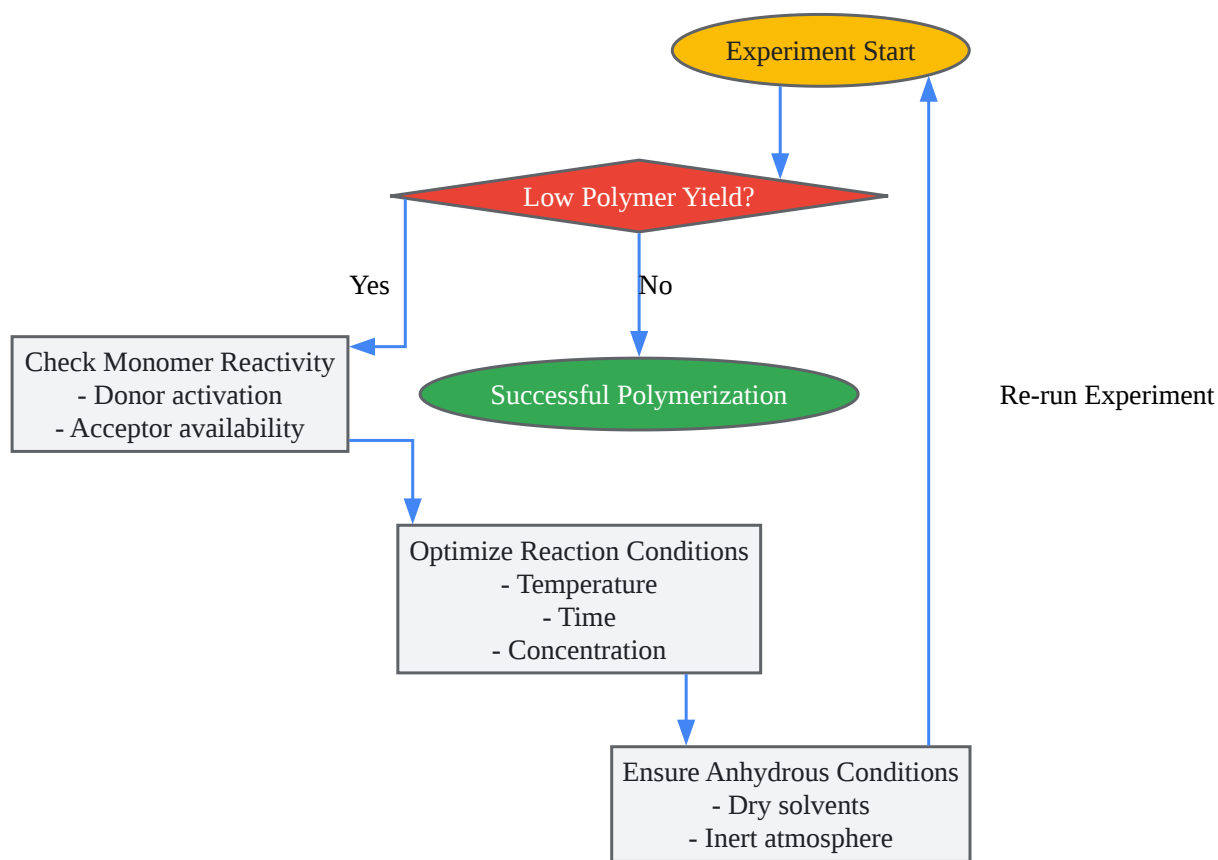 Experiment Start
Low Polymer Yield?
Yes
No
Check Monomer Reactivity
- Donor activation
- Acceptor availability
Successful Polymerization
Re-run Experiment
Optimize Reaction Conditions
- Temperature
- Time
- Concentration
Ensure Anhydrous Conditions
- Dry solvents
- Inert atmosphere